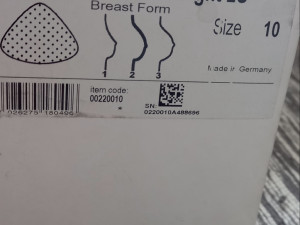 Breast Form
Size 10
1 2 3
Made in Germany
item code:
00220010
SN:
0220010A488696